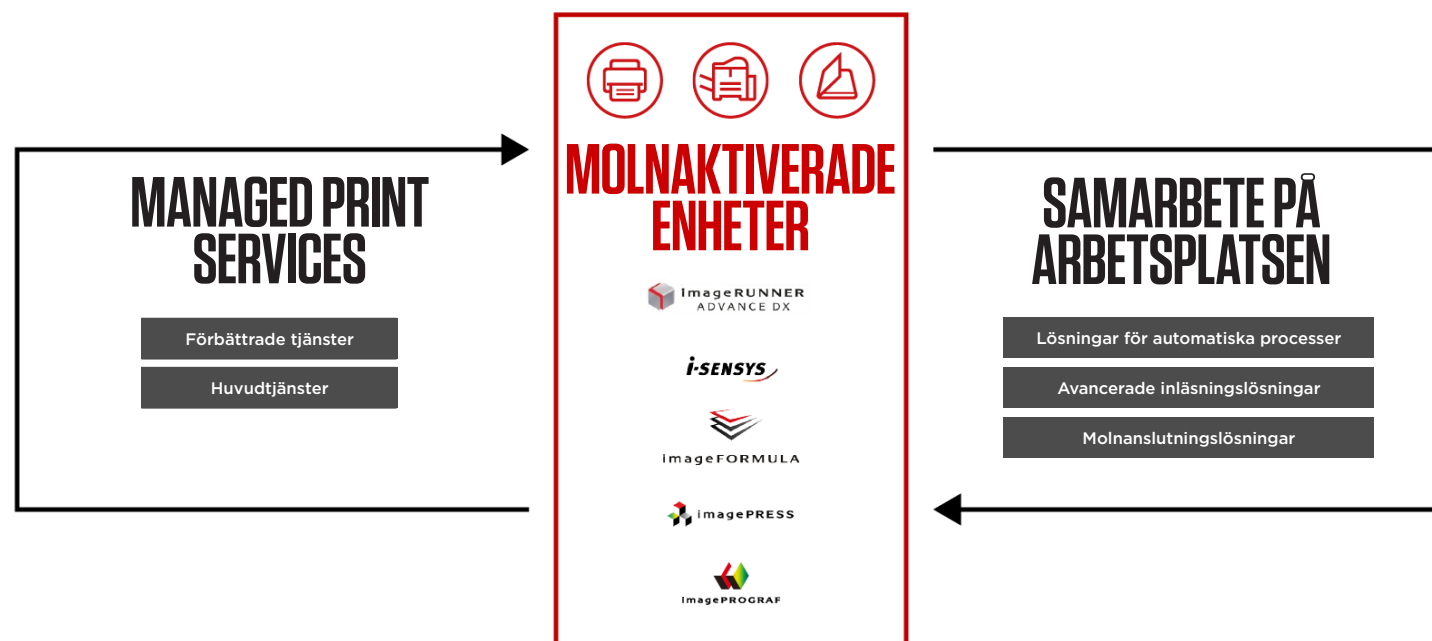 MANAGED PRINT
SERVICES
Förbättrade tjänster
Huvudtjänster
MOLNAKTIVERADE
ENHETER
imageRUNNER
ADVANCE DX
i-SENSYS
imageFORMULA
imagePRESS
imagePROGRAF
SAMARBETE PÅ
ARBETSPLATSEN
Lösningar för automatiska processer
Avancerade inläsningslösningar
Molnanslutningslösningar